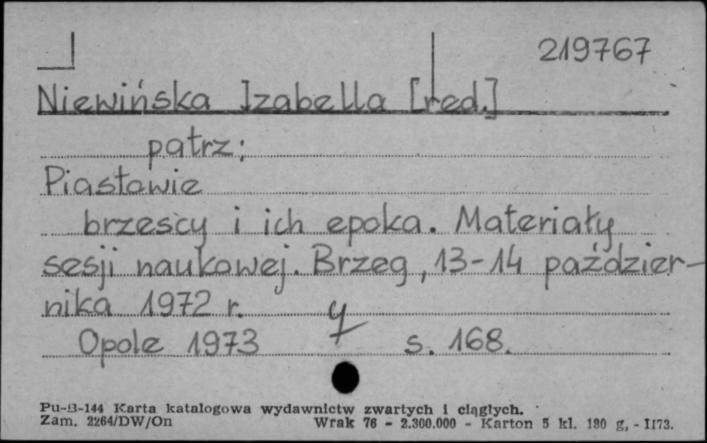 219767
Niewińska Izabella [red.]
patrz:
Piastowie
brzescy i ich epoka. Materiały
sesji naukowej. Brzeg, 13-14 paździer-
nika 1972 r.
Opole 1973 s. 168.
Pu-B-144 Karta katalogowa wydawnictw zwartych i ciągłych.
Zam. 2264/DW/On Wrak 76 - 2.300.000 - Karton 5 kl. 180 g, - II73.